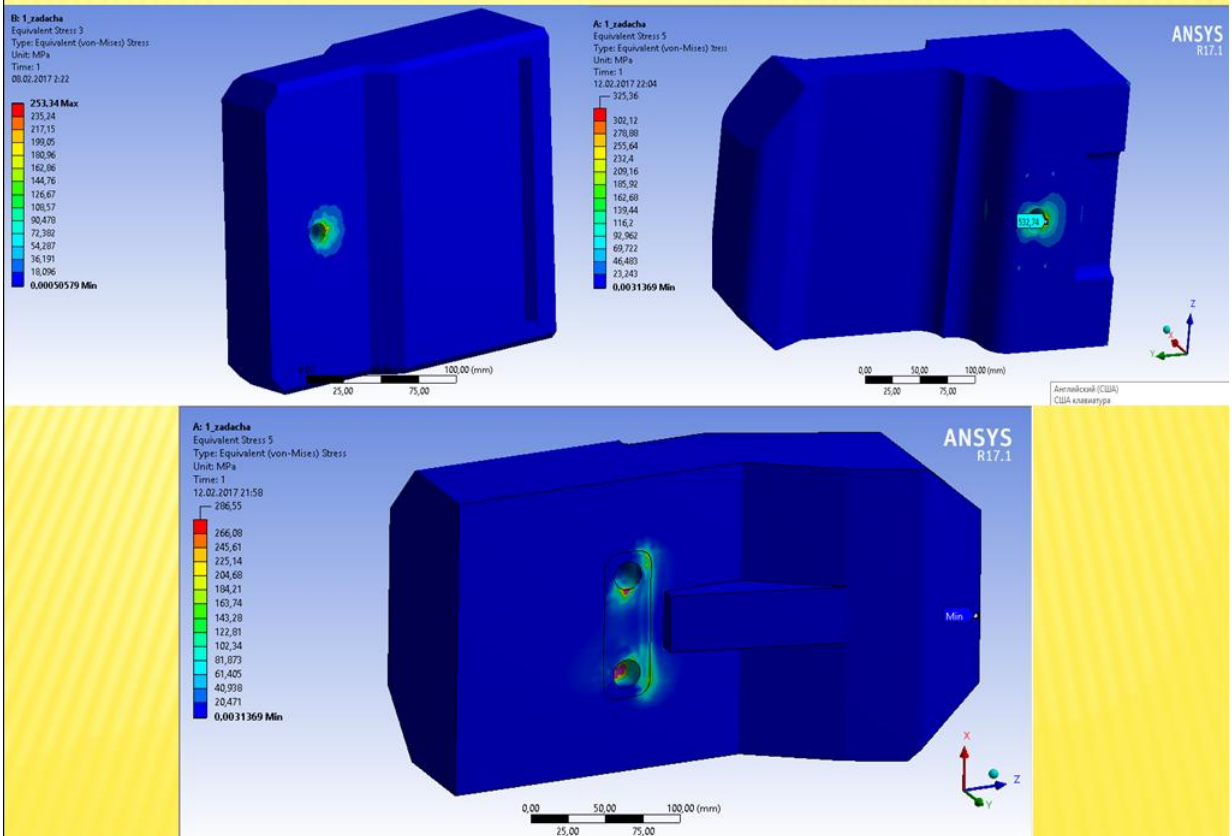 B: 1_zadacha
Equivalent Stress 3
Type: Equivalent (von-Mises) Stress
Unit: MPa
Time: 1
08.02.2017 2:22
253,34 Max
235,24
217,15
199,05
180,96
162,86
144,76
126,67
108,57
90,478
72,382
54,287
36,191
18,096
0,00050579 Min
0,00
100,00 (mm)
25,00
75,00
A: 1_zadacha
Equivalent Stress 5
Type: Equivalent (von-Mises) Stress
Unit: MPa
Time: 1
12.02.2017 22:04
325,36
302,12
278,88
255,64
232,4
209,16
185,92
162,68
139,44
116,2
92,962
69,722
46,483
23,243
0,0031369 Min
532,74
ANSYS
R17.1
Z
X
Y
0,00 50,00 100,00 (mm)
25,00 75,00
Английский (США)
США клавиатура
A: 1_zadacha
Equivalent Stress 5
Type: Equivalent (von-Mises) Stress
Unit: MPa
Time: 1
12.02.2017 21:58
286,55
266,08
245,61
225,14
204,68
184,21
163,74
143,28
122,81
102,34
81,873
61,405
40,938
20,471
0,0031369 Min
ANSYS
R17.1
Min
X
Z
Y
0,00 50,00 100,00 (mm)
25,00 75,00